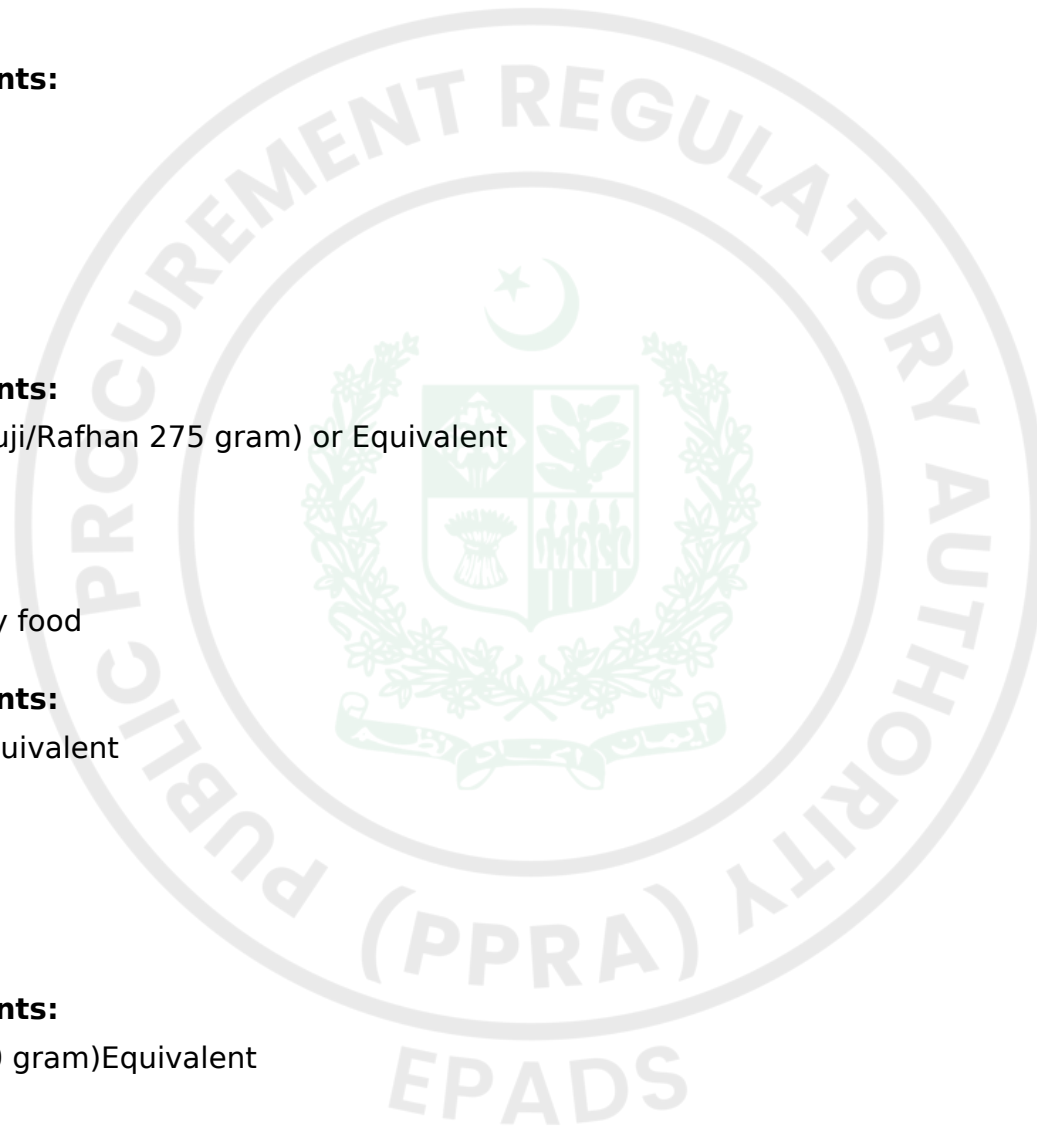 nts:
nts:
uji/Rafhan 275 gram) or Equivalent
y food
nts:
uivalent
nts:
gram)Equivalent
PUBLIC PROCUREMENT REGULATORY AUTHORITY
(PPRA)
EPADS